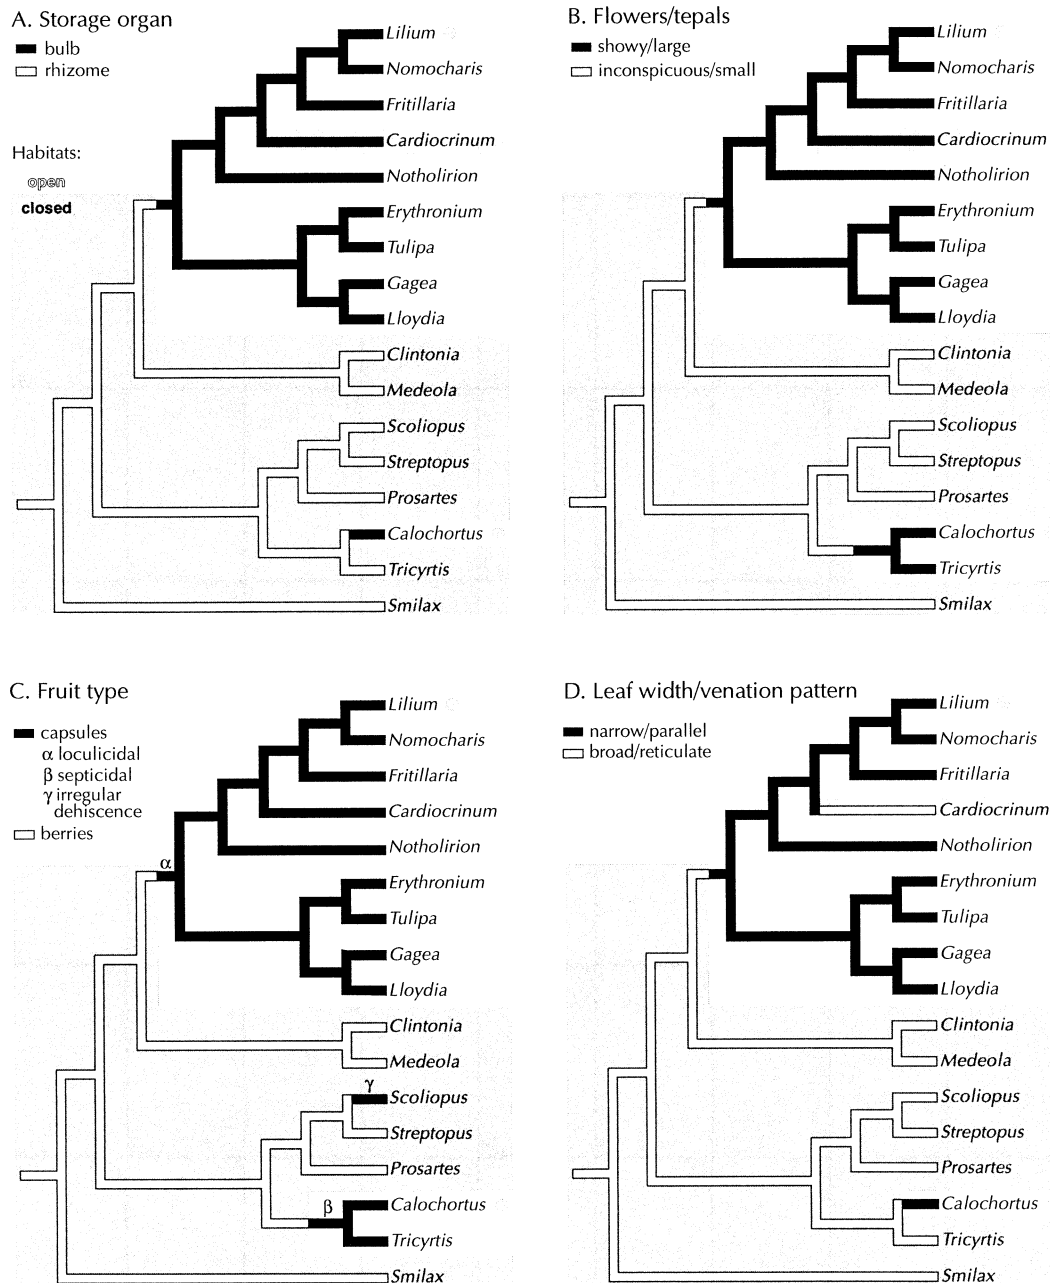 A. Storage organ
bulb
rhizome
Habitats:
open
closed
Lilium
Nomocharis
Fritillaria
Cardiocrinum
Notholirion
Erythronium
Tulipa
Gagea
Lloydia
Clintonia
Medeola
Scoliopus
Streptopus
Prosartes
Calochortus
Tricyrtis
Smilax
B. Flowers/tepals
showy/large
inconspicuous/small
Lilium
Nomocharis
Fritillaria
Cardiocrinum
Notholirion
Erythronium
Tulipa
Gagea
Lloydia
Clintonia
Medeola
Scoliopus
Streptopus
Prosartes
Calochortus
Tricyrtis
Smilax
C. Fruit type
capsules
α loculicidal
β septicidal
γ irregular
dehiscence
berries
Lilium
Nomocharis
Fritillaria
Cardiocrinum
Notholirion
α
Erythronium
Tulipa
Gagea
Lloydia
Clintonia
Medeola
γ
Scoliopus
Streptopus
Prosartes
β
Calochortus
Tricyrtis
Smilax
D. Leaf width/venation pattern
narrow/parallel
broad/reticulate
Lilium
Nomocharis
Fritillaria
Cardiocrinum
Notholirion
Erythronium
Tulipa
Gagea
Lloydia
Clintonia
Medeola
Scoliopus
Streptopus
Prosartes
Calochortus
Tricyrtis
Smilax